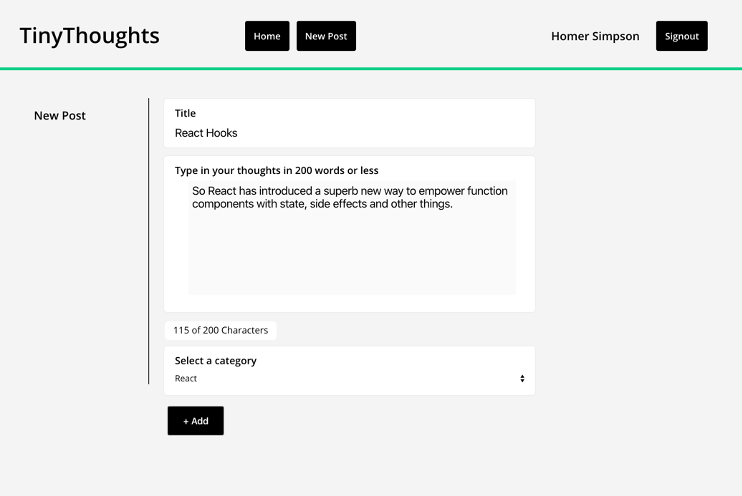 TinyThoughts
Home
New Post
Homer Simpson
Signout
New Post
Title
React Hooks
Type in your thoughts in 200 words or less
So React has introduced a superb new way to empower function
components with state, side effects and other things.
115 of 200 Characters
Select a category
React
+ Add